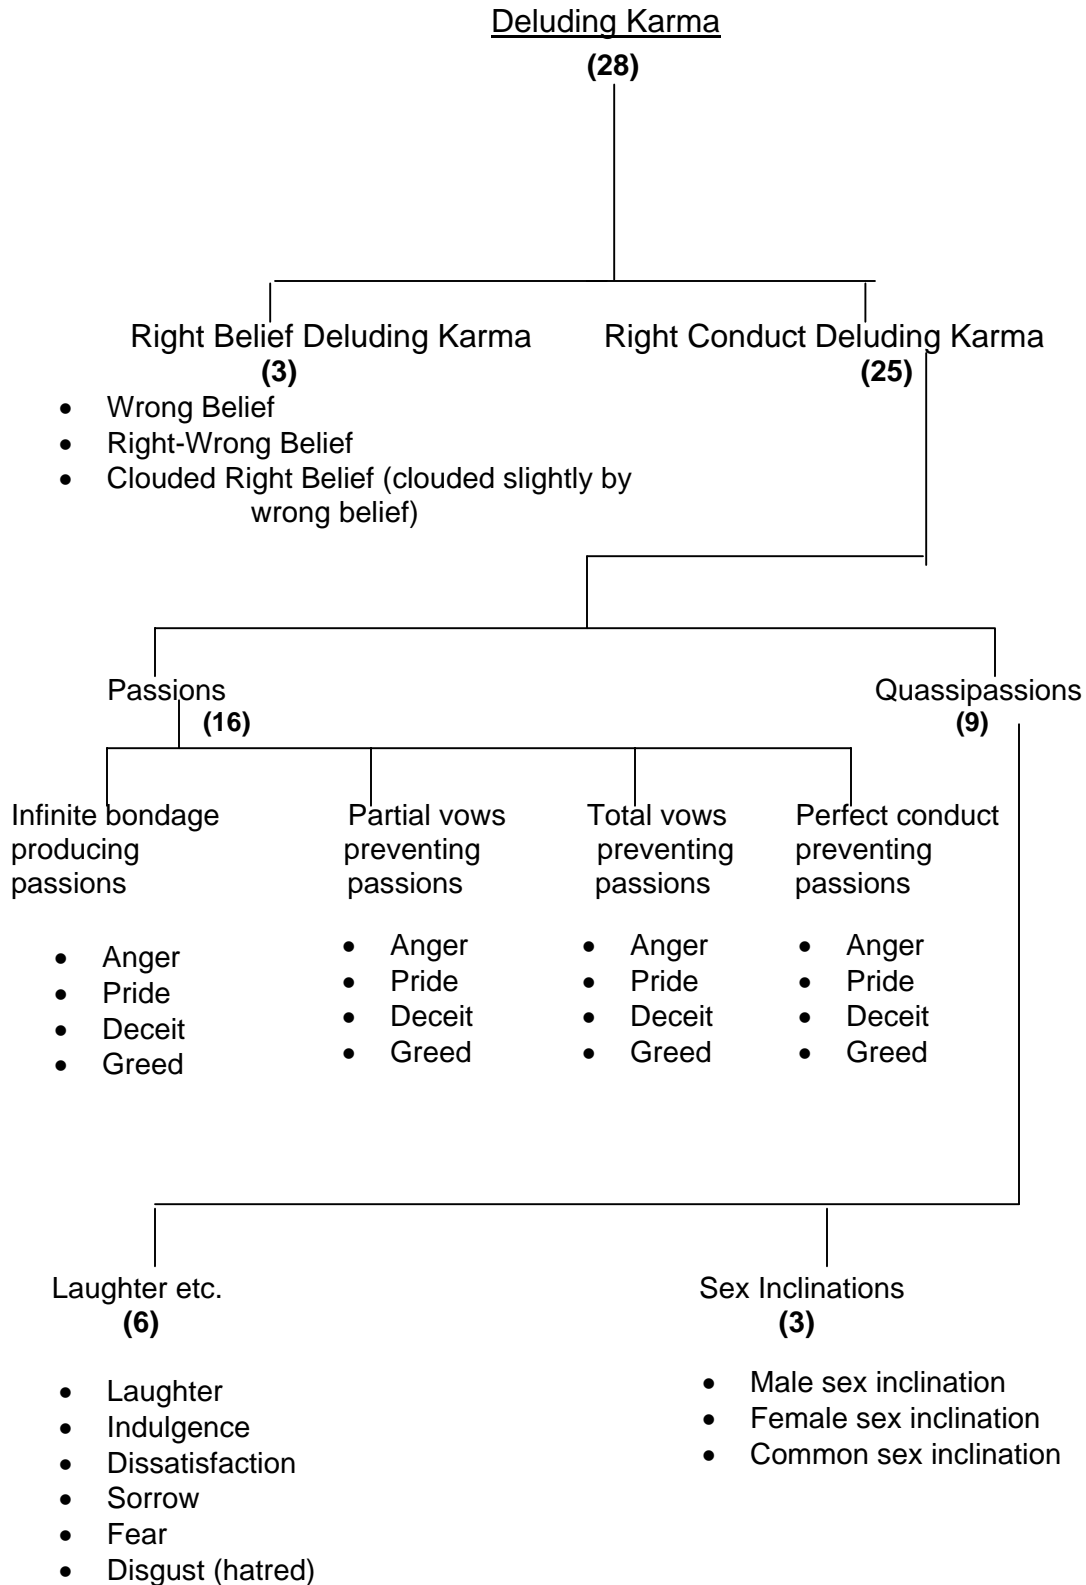 Deluding Karma
(28)
Right Belief Deluding Karma
(3)
• Wrong Belief
• Right-Wrong Belief
• Clouded Right Belief (clouded slightly by
wrong belief)
Right Conduct Deluding Karma
(25)
Passions
(16)
Quassipassions
(9)
Infinite bondage
producing
passions
• Anger
• Pride
• Deceit
• Greed
Partial vows
preventing
passions
• Anger
• Pride
• Deceit
• Greed
Total vows
preventing
passions
• Anger
• Pride
• Deceit
• Greed
Perfect conduct
preventing
passions
• Anger
• Pride
• Deceit
• Greed
Laughter etc.
(6)
• Laughter
• Indulgence
• Dissatisfaction
• Sorrow
• Fear
• Disgust (hatred)
Sex Inclinations
(3)
• Male sex inclination
• Female sex inclination
• Common sex inclination